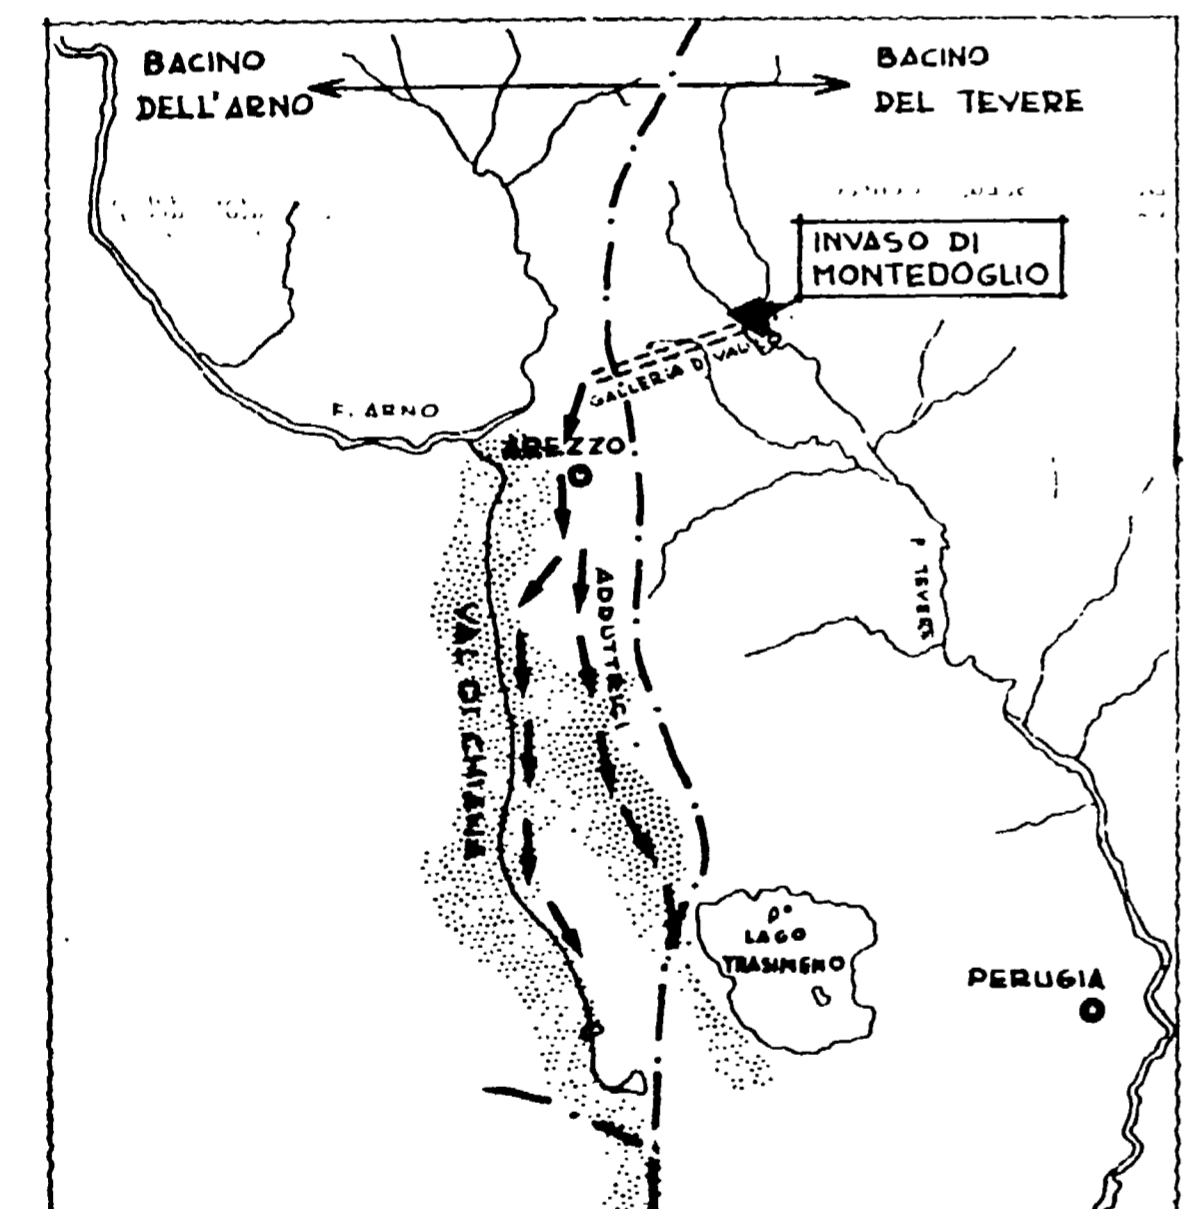 BACINO
DELL'ARNO
BACINO
DEL TEVERE
INVASO DI
MONTEDOGLIO
GALLERIA DI
F. ARNO
AREZZO
F. TEVERE
ADDUTTRICI
VAL DI CHIANA
LAGO
TRASIMENO
PERUGIA